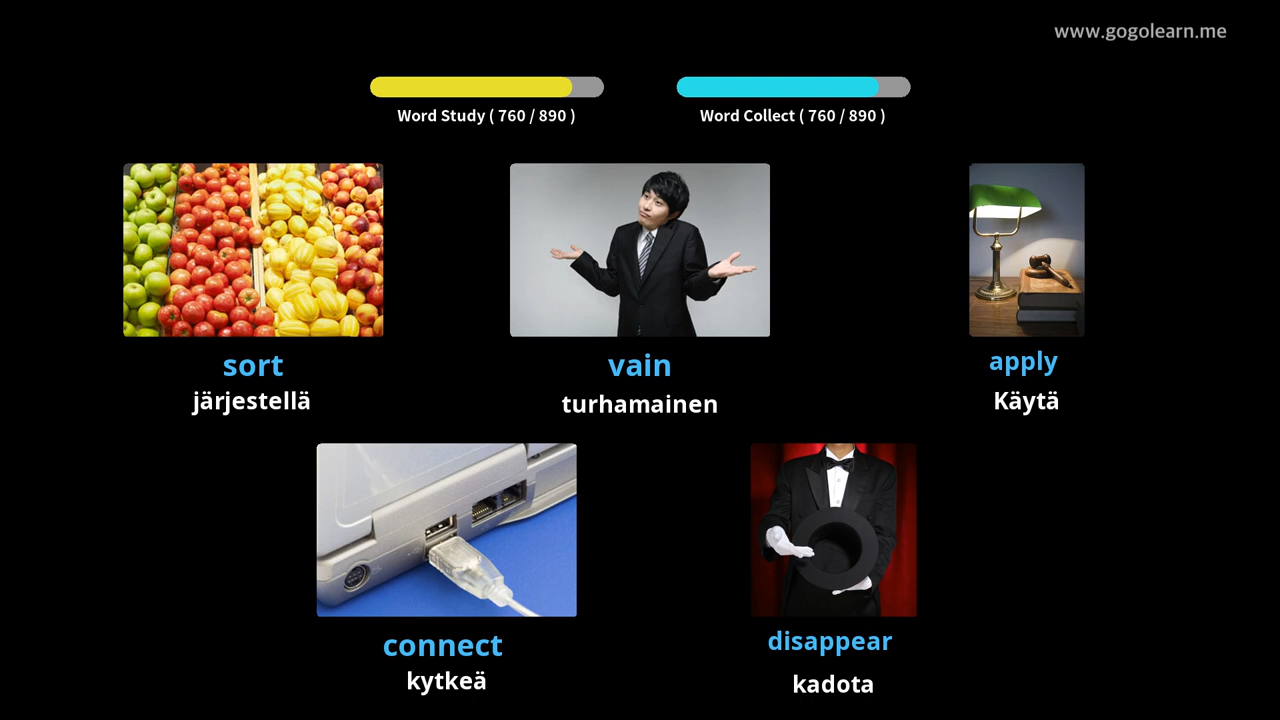 www.gogolearn.me
Word Study ( 760 / 890 )
Word Collect ( 760 / 890 )
sort
järjestellä
vain
turhamainen
apply
Käytä
connect
kytkeä
disappear
kadota